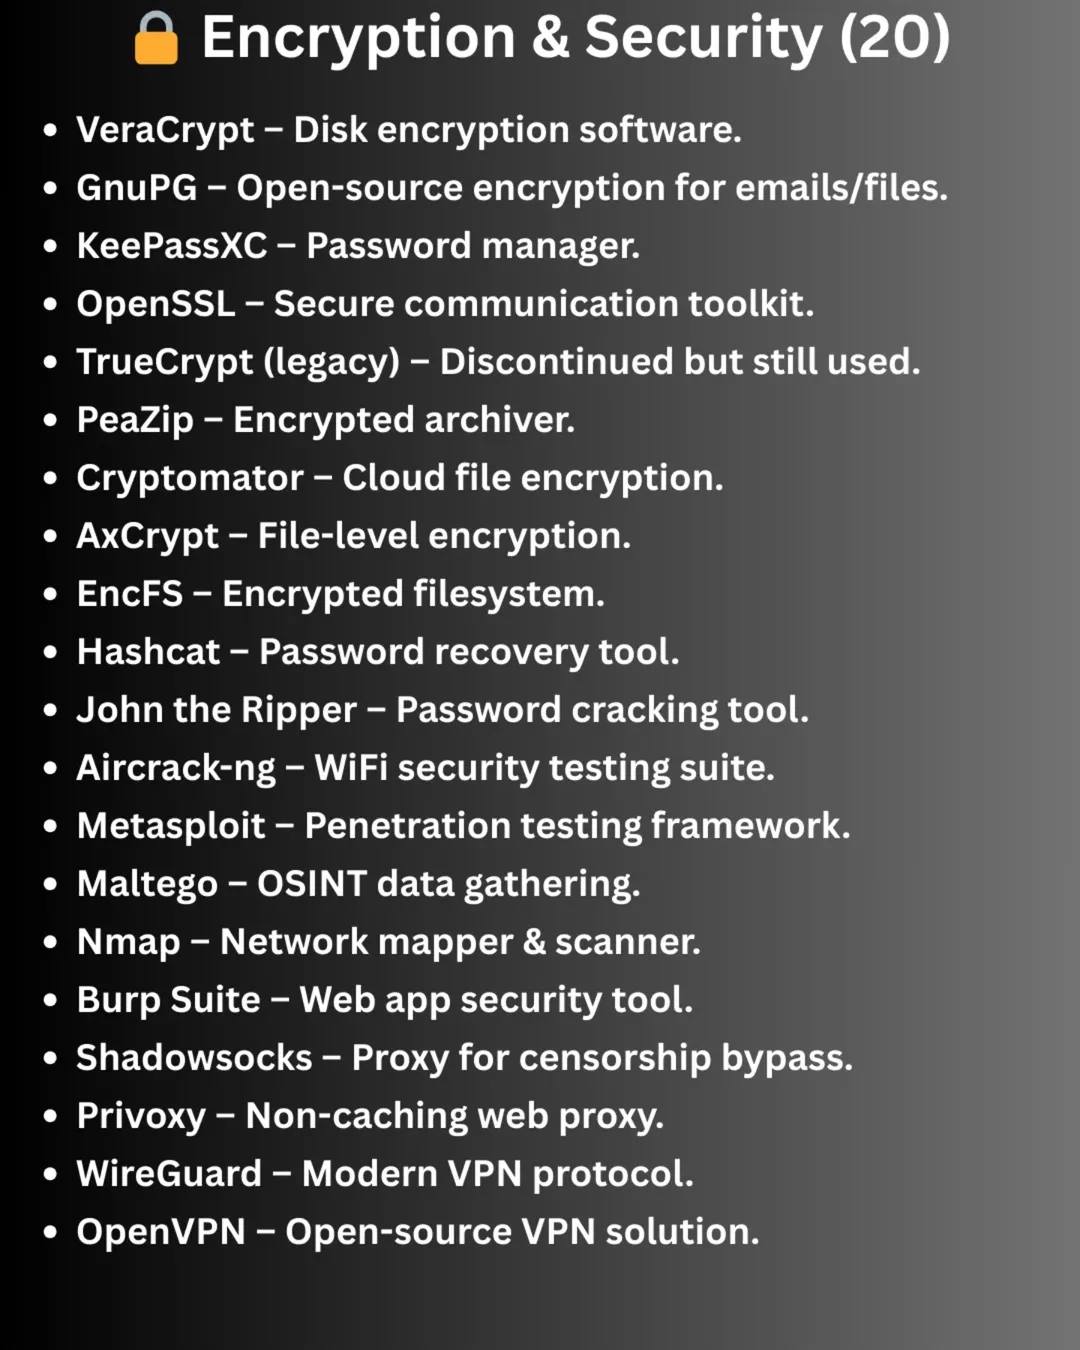 🔒 Encryption & Security (20)
• VeraCrypt – Disk encryption software.
• GnuPG – Open-source encryption for emails/files.
• KeePassXC – Password manager.
• OpenSSL – Secure communication toolkit.
• TrueCrypt (legacy) – Discontinued but still used.
• PeaZip – Encrypted archiver.
• Cryptomator – Cloud file encryption.
• AxCrypt – File-level encryption.
• EncFS – Encrypted filesystem.
• Hashcat – Password recovery tool.
• John the Ripper – Password cracking tool.
• Aircrack-ng – WiFi security testing suite.
• Metasploit – Penetration testing framework.
• Maltego – OSINT data gathering.
• Nmap – Network mapper & scanner.
• Burp Suite – Web app security tool.
• Shadowsocks – Proxy for censorship bypass.
• Privoxy – Non-caching web proxy.
• WireGuard – Modern VPN protocol.
• OpenVPN – Open-source VPN solution.